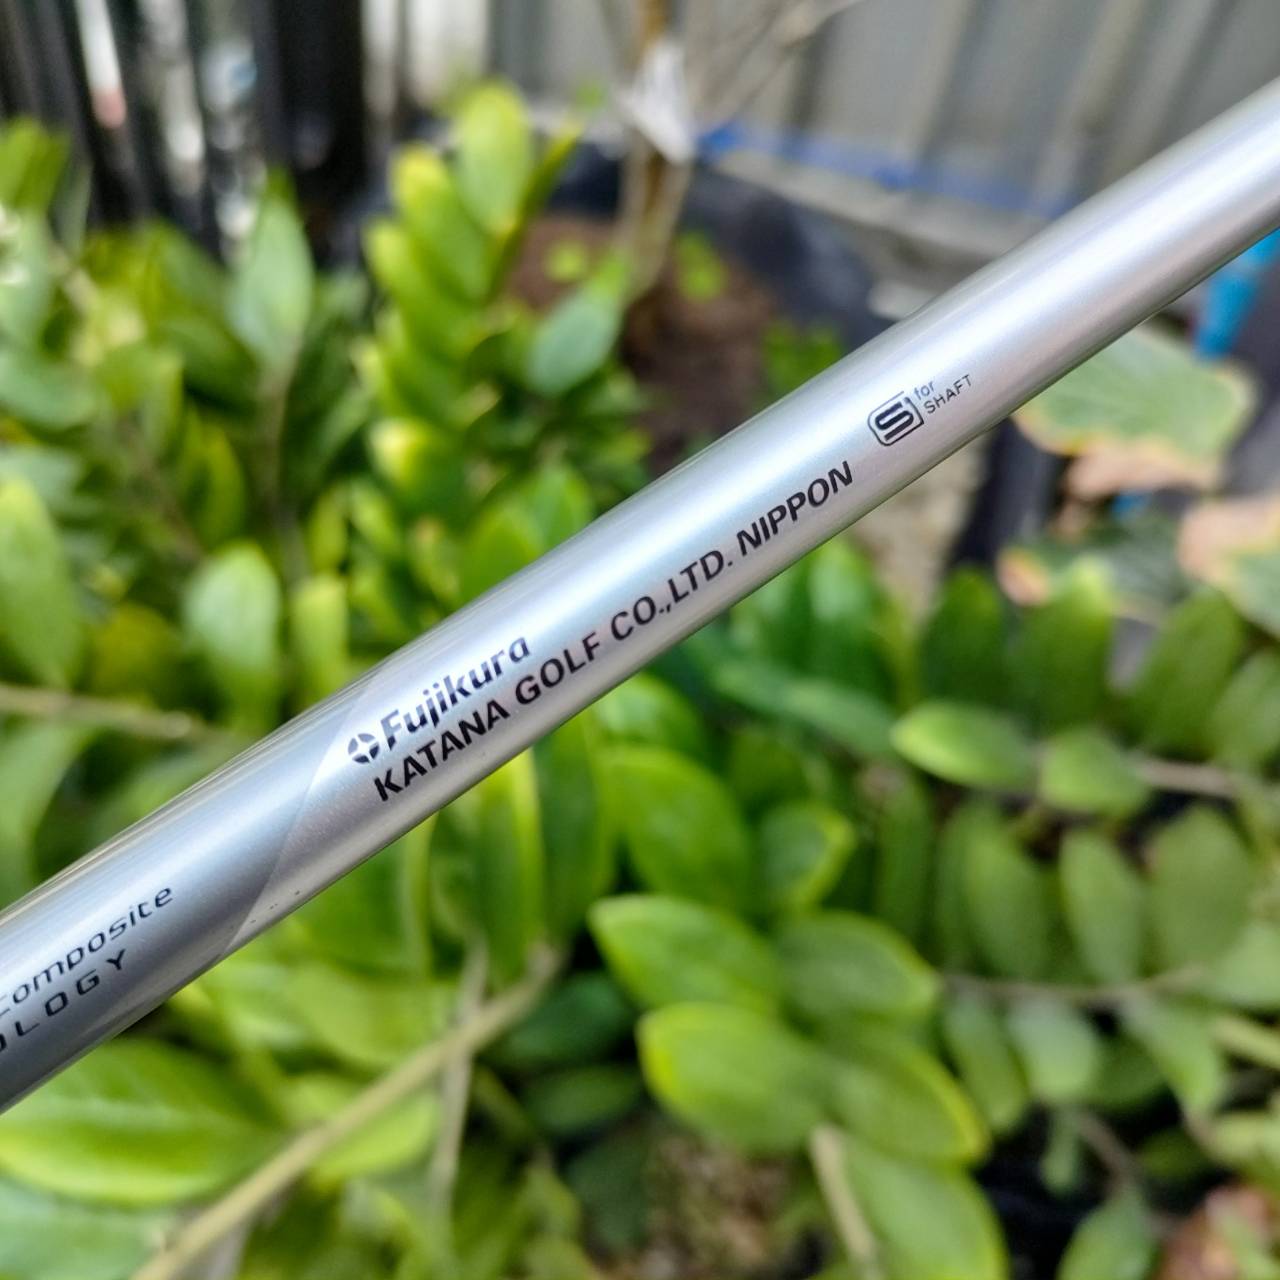 Fujikura
KATANA GOLF CO.,LTD. NIPPON
S for
SHAFT
Composite
OLOGY